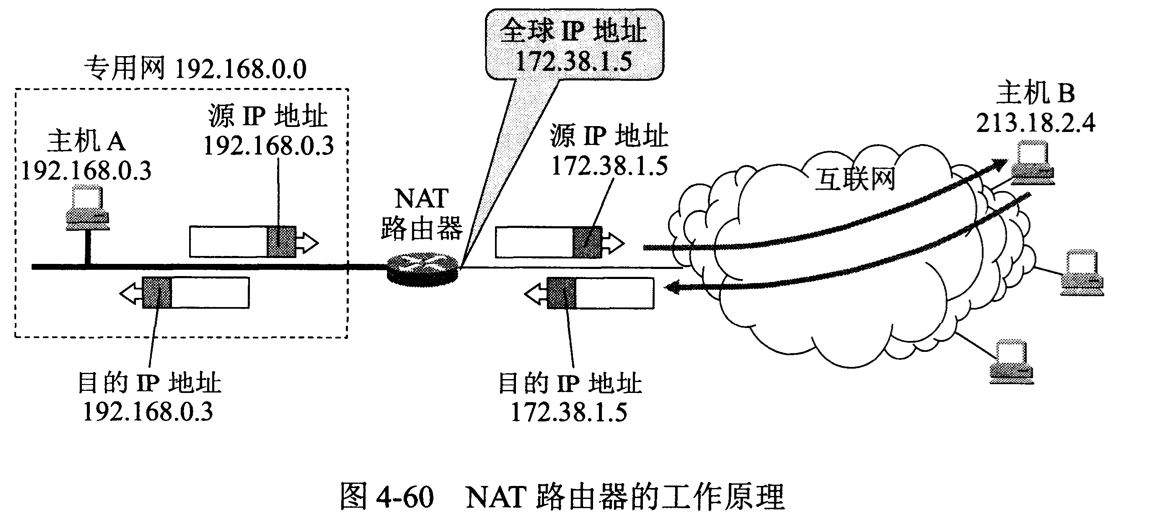 全球 IP 地址
172.38.1.5
专用网 192.168.0.0
主机 A
192.168.0.3
源 IP 地址
192.168.0.3
NAT
路由器
源 IP 地址
172.38.1.5
互联网
主机 B
213.18.2.4
目的 IP 地址
192.168.0.3
目的 IP 地址
172.38.1.5
图 4-60 NAT 路由器的工作原理